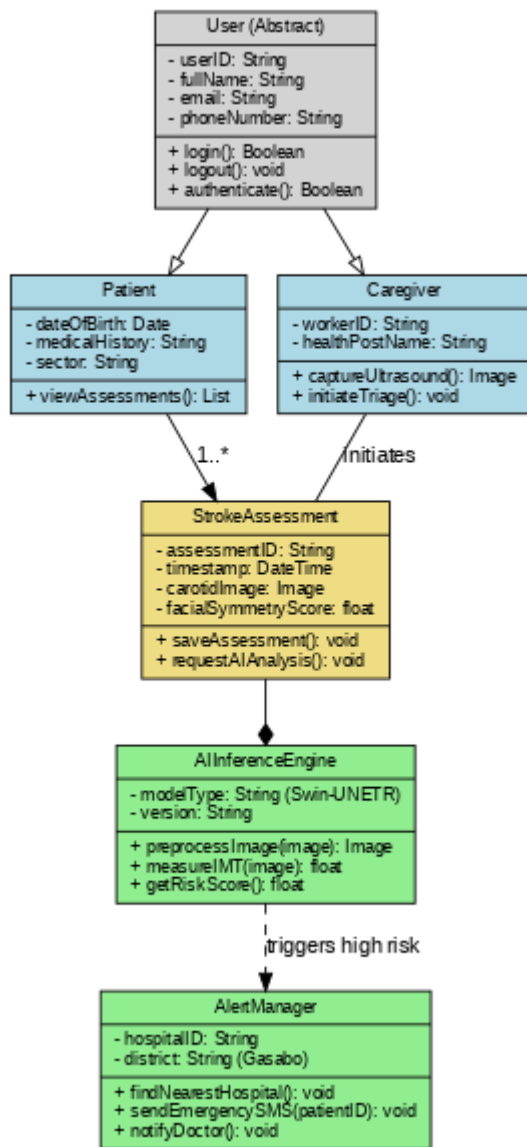 User (Abstract)
- userID: String
- fullName: String
- email: String
- phoneNumber: String
+ login(): Boolean
+ logout(): void
+ authenticate(): Boolean
Patient
- dateOfBirth: Date
- medicalHistory: String
- sector: String
+ viewAssessments(): List
Caregiver
- workerID: String
- healthPostName: String
+ captureUltrasound(): Image
+ initiateTriage(): void
1..*
Initiates
StrokeAssessment
- assessmentID: String
- timestamp: DateTime
- carotidImage: Image
- facialSymmetryScore: float
+ saveAssessment(): void
+ requestAIAnalysis(): void
AIInferenceEngine
- modelType: String (Swin-UNETR)
- version: String
+ preprocessImage(image): Image
+ measureIMT(image): float
+ getRiskScore(): float
triggers high risk
AlertManager
- hospitalID: String
- district: String (Gasabo)
+ findNearestHospital(): void
+ sendEmergencySMS(patientID): void
+ notifyDoctor(): void